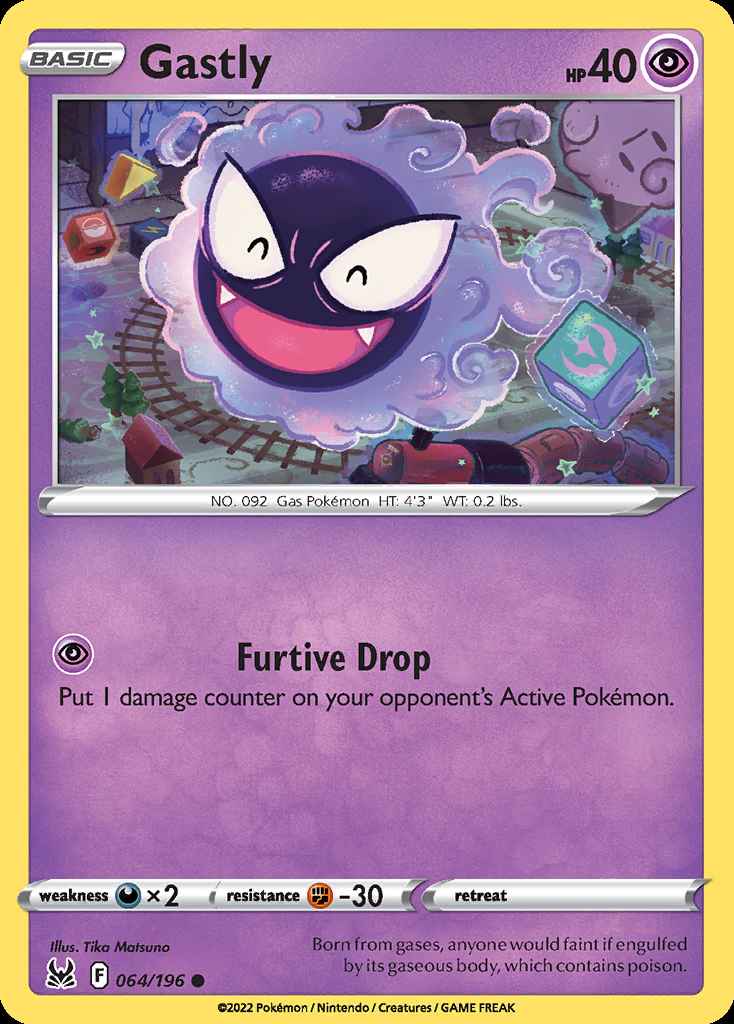 BASIC Gastly HP40
NO. 092 Gas Pokémon HT: 4'3" WT: 0.2 lbs.
Furtive Drop
Put 1 damage counter on your opponent's Active Pokémon.
weakness ×2 resistance -30 retreat
Illus. Tika Matsuno
Born from gases, anyone would faint if engulfed
by its gaseous body, which contains poison.
F 064/196
©2022 Pokémon / Nintendo / Creatures / GAME FREAK